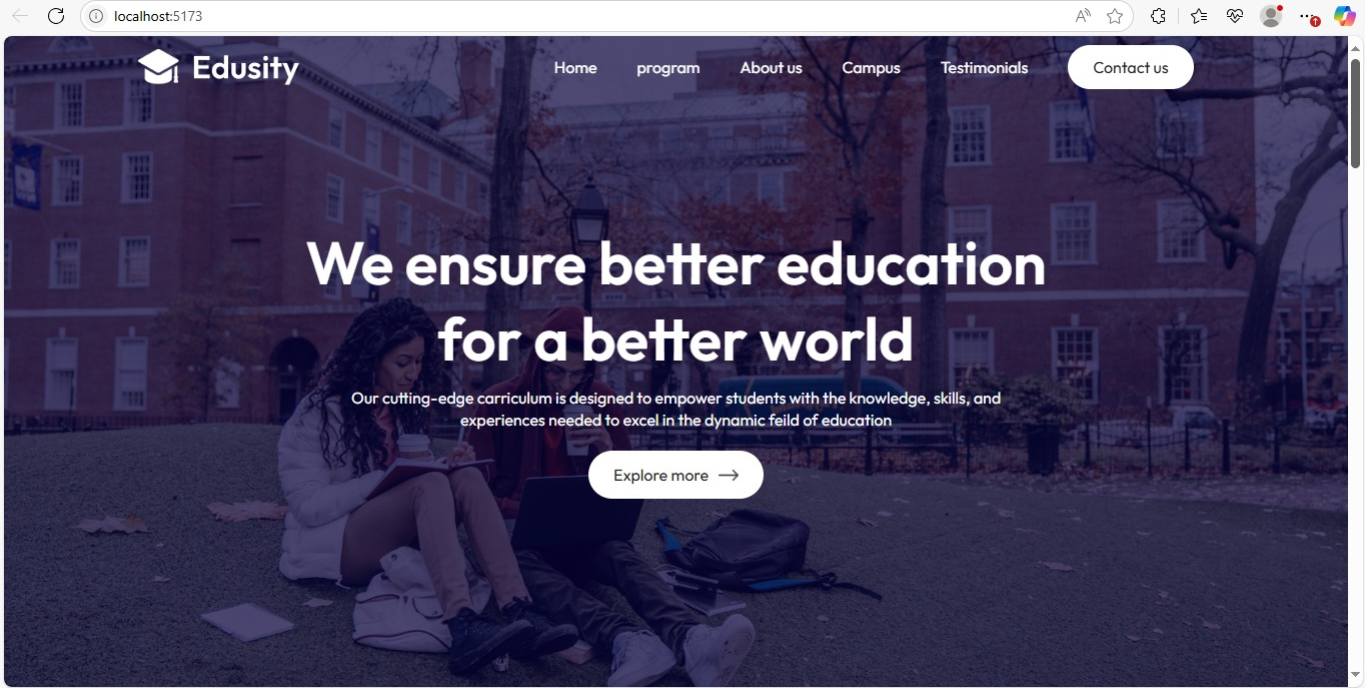 localhost:5173
Edusity
Home program About us Campus Testimonials Contact us
We ensure better education
for a better world
Our cutting-edge carriculum is designed to empower students with the knowledge, skills, and
experiences needed to excel in the dynamic feild of education
Explore more